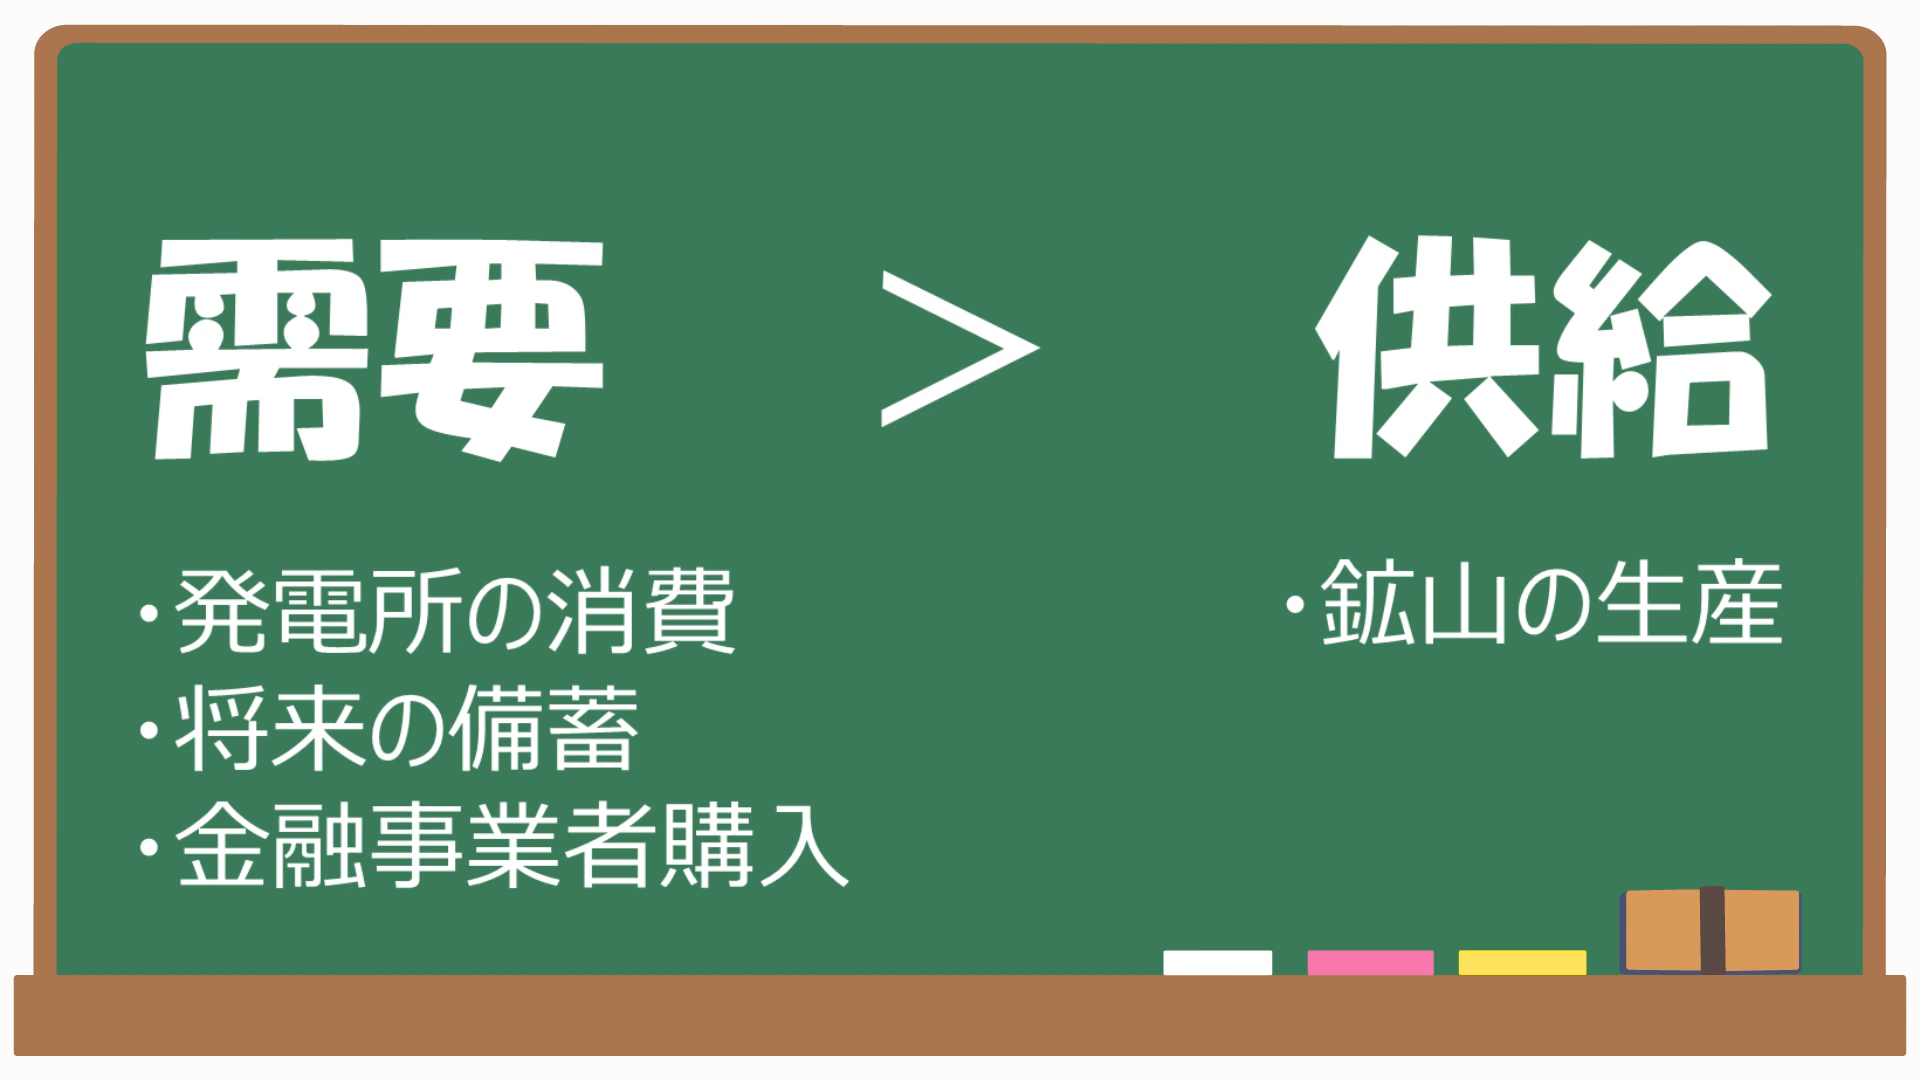 需要 > 供給
・発電所の消費
・将来の備蓄
・金融事業者購入
・鉱山の生産